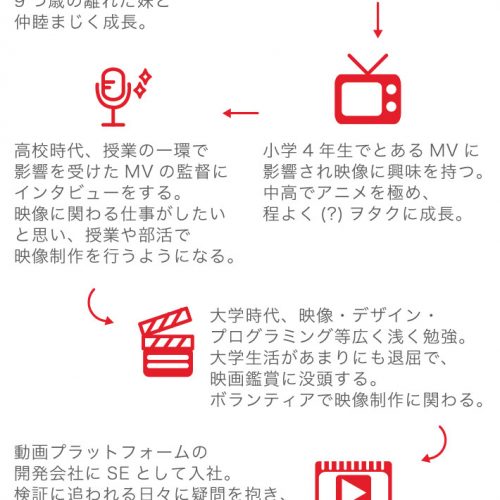 9つ歳の離れた妹と
仲睦まじく成長。
小学4年生でとあるMVに
影響され映像に興味を持つ。
中高でアニメを極め、
程よく(?)ヲタクに成長。
高校時代、授業の一環で
影響を受けたMVの監督に
インタビューをする。
映像に関わる仕事がしたい
と思い、授業や部活で
映像制作を行うようになる。
大学時代、映像・デザイン・
プログラミング等広く浅く勉強。
大学生活があまりにも退屈で、
映画鑑賞に没頭する。
ボランティアで映像制作に関わる。
動画プラットフォームの
開発会社にSEとして入社。
検証に追われる日々に疑問を抱き、